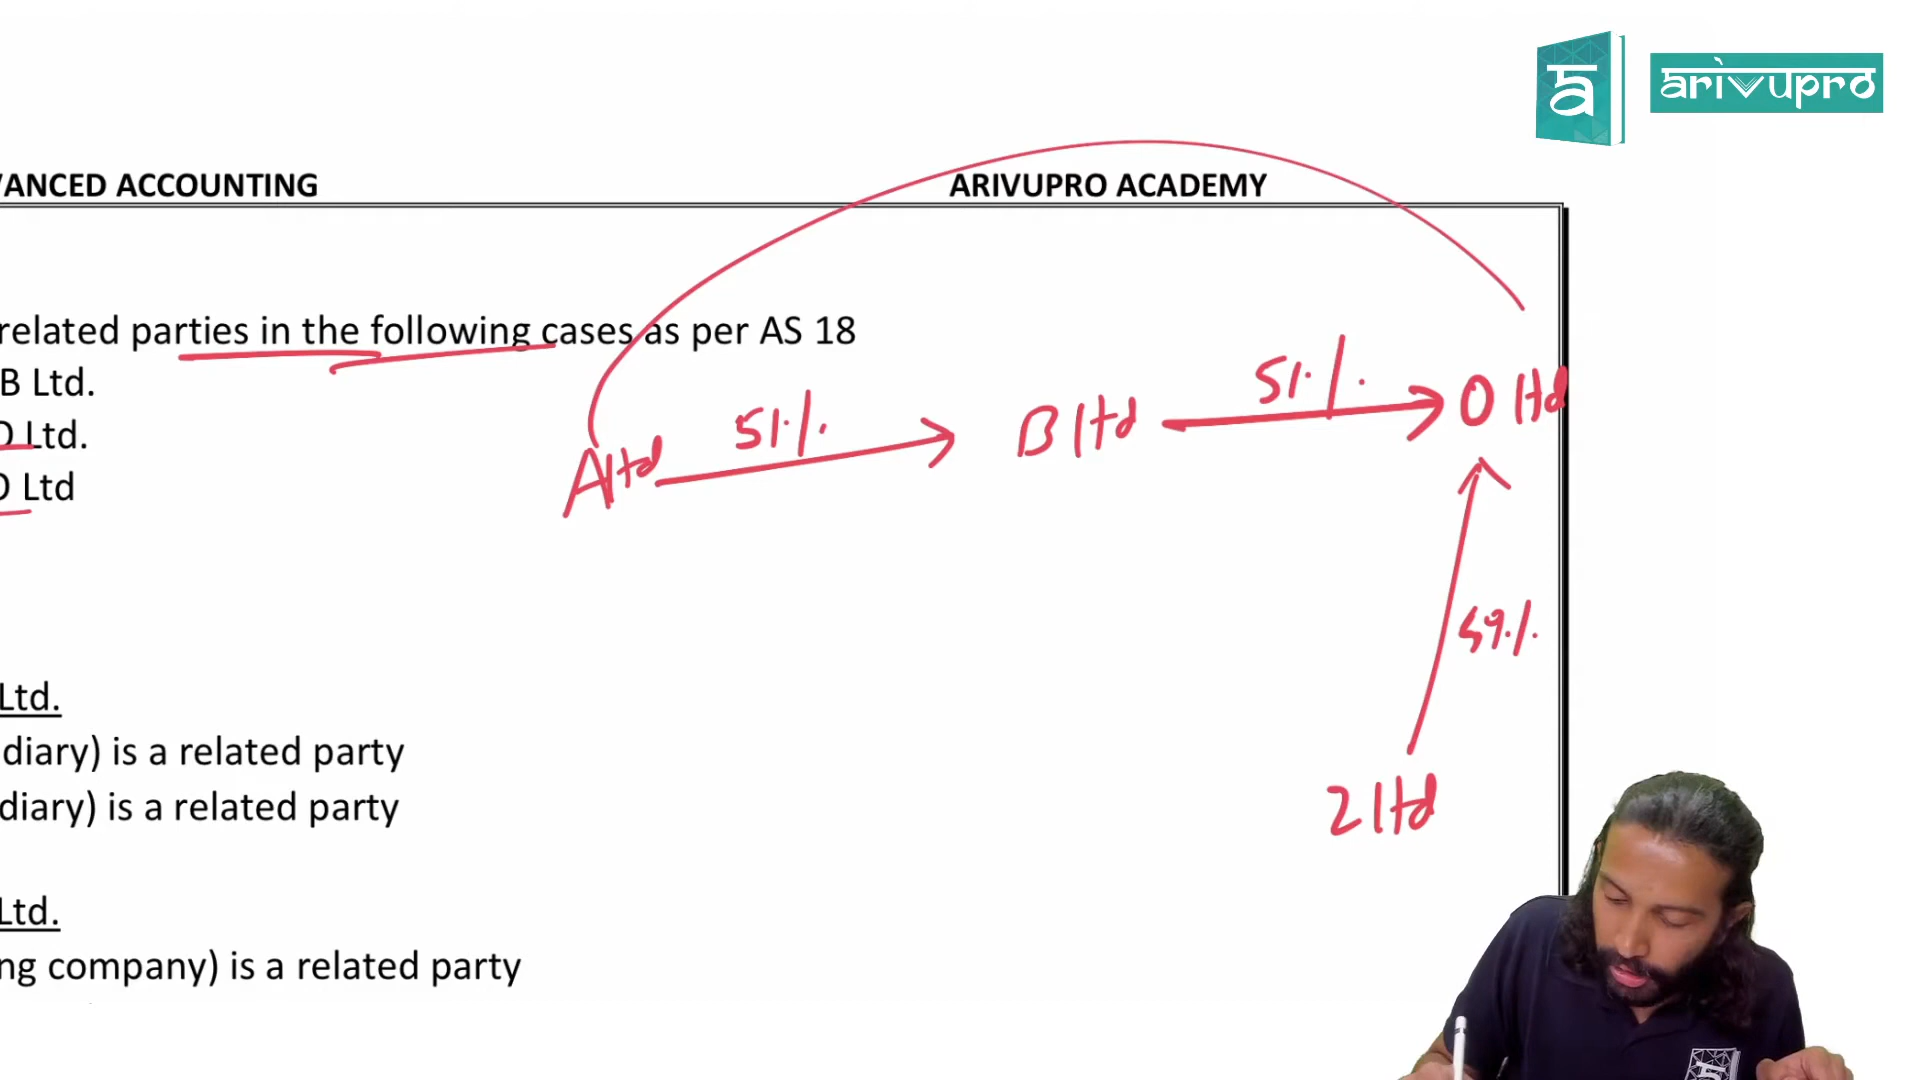 a arivupro
VANCED ACCOUNTING ARIVUPRO ACADEMY
related parties in the following cases as per AS 18
B Ltd.
O Ltd.
O Ltd
A ltd 51% B ltd 51% O ltd
49%
Z ltd
Ltd.
diary) is a related party
diary) is a related party
Ltd.
ng company) is a related party